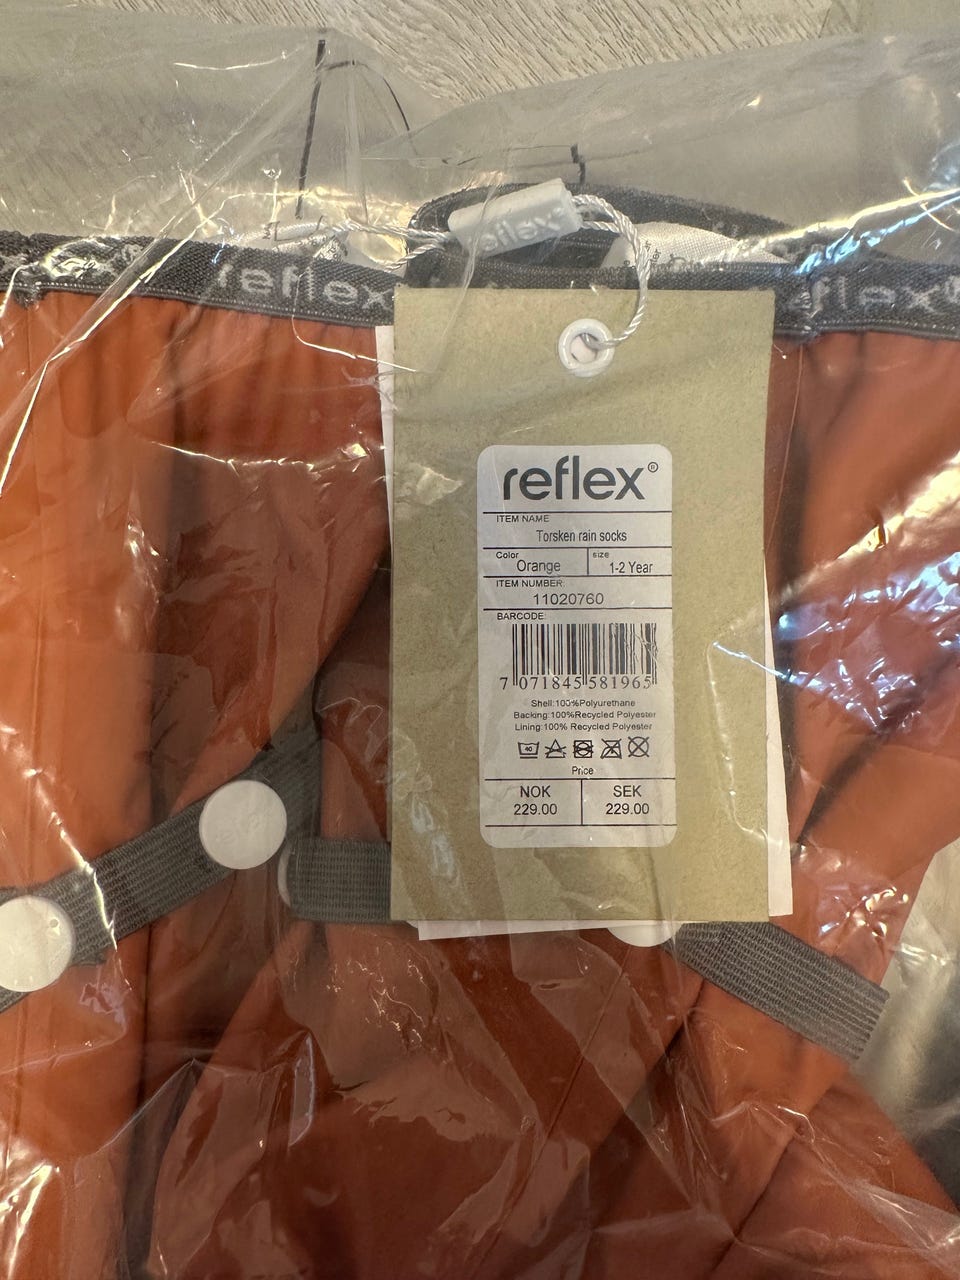 reflex
reflex
reflex
reflex®
ITEM NAME
Torsken rain socks
Color
Orange
size
1-2 Year
ITEM NUMBER:
11020760
BARCODE:
7 071845 581965
Shell:100%Polyurethane
Backing:100%Recycled Polyester
Lining:100% Recycled Polyester
40
Price
NOK
SEK
229.00
229.00